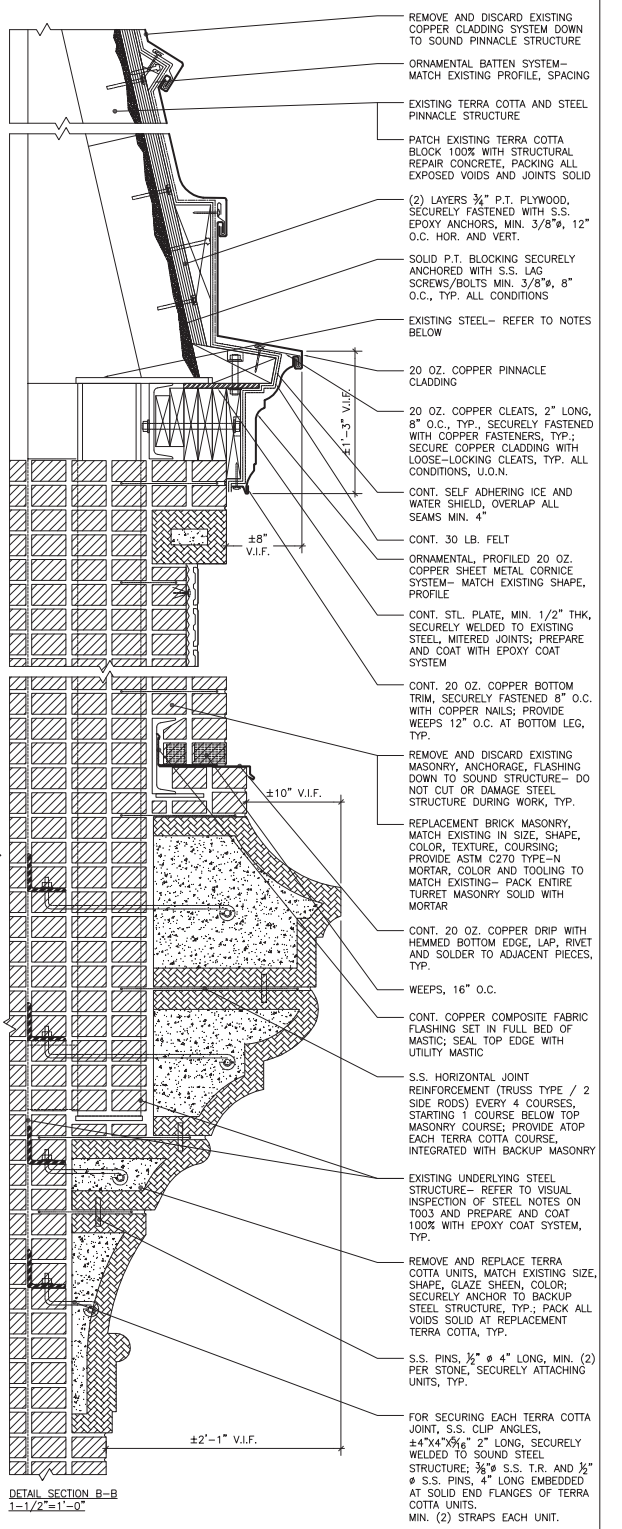 REMOVE AND DISCARD EXISTING
COPPER CLADDING SYSTEM DOWN
TO SOUND PINNACLE STRUCTURE
ORNAMENTAL BATTEN SYSTEM–
MATCH EXISTING PROFILE, SPACING
EXISTING TERRA COTTA AND STEEL
PINNACLE STRUCTURE
PATCH EXISTING TERRA COTTA
BLOCK 100% WITH STRUCTURAL
REPAIR CONCRETE, PACKING ALL
EXPOSED VOIDS AND JOINTS SOLID
(2) LAYERS ¾" P.T. PLYWOOD,
SECURELY FASTENED WITH S.S.
EPOXY ANCHORS, MIN. 3/8"ø, 12"
O.C. HOR. AND VERT.
SOLID P.T. BLOCKING SECURELY
ANCHORED WITH S.S. LAG
SCREWS/BOLTS MIN. 3/8"ø, 8"
O.C., TYP. ALL CONDITIONS
EXISTING STEEL– REFER TO NOTES
BELOW
20 OZ. COPPER PINNACLE
CLADDING
±1'-3" V.I.F.
20 OZ. COPPER CLEATS, 2" LONG,
8" O.C., TYP., SECURELY FASTENED
WITH COPPER FASTENERS, TYP.;
SECURE COPPER CLADDING WITH
LOOSE-LOCKING CLEATS, TYP. ALL
CONDITIONS, U.O.N.
CONT. SELF ADHERING ICE AND
WATER SHIELD, OVERLAP ALL
SEAMS MIN. 4"
±8"
V.I.F.
CONT. 30 LB. FELT
ORNAMENTAL, PROFILED 20 OZ.
COPPER SHEET METAL CORNICE
SYSTEM– MATCH EXISTING SHAPE,
PROFILE
CONT. STL. PLATE, MIN. 1/2" THK,
SECURELY WELDED TO EXISTING
STEEL, MITERED JOINTS; PREPARE
AND COAT WITH EPOXY COAT
SYSTEM
CONT. 20 OZ. COPPER BOTTOM
TRIM, SECURELY FASTENED 8" O.C.
WITH COPPER NAILS; PROVIDE
WEEPS 12" O.C. AT BOTTOM LEG,
TYP.
REMOVE AND DISCARD EXISTING
MASONRY, ANCHORAGE, FLASHING
DOWN TO SOUND STRUCTURE– DO
NOT CUT OR DAMAGE STEEL
STRUCTURE DURING WORK, TYP.
±10" V.I.F.
REPLACEMENT BRICK MASONRY,
MATCH EXISTING IN SIZE, SHAPE,
COLOR, TEXTURE, COURSING;
PROVIDE ASTM C270 TYPE-N
MORTAR, COLOR AND TOOLING TO
MATCH EXISTING– PACK ENTIRE
TURRET MASONRY SOLID WITH
MORTAR
CONT. 20 OZ. COPPER DRIP WITH
HEMMED BOTTOM EDGE, LAP, RIVET
AND SOLDER TO ADJACENT PIECES,
TYP.
WEEPS, 16" O.C.
CONT. COPPER COMPOSITE FABRIC
FLASHING SET IN FULL BED OF
MASTIC; SEAL TOP EDGE WITH
UTILITY MASTIC
S.S. HORIZONTAL JOINT
REINFORCEMENT (TRUSS TYPE / 2
SIDE RODS) EVERY 4 COURSES,
STARTING 1 COURSE BELOW TOP
MASONRY COURSE; PROVIDE ATOP
EACH TERRA COTTA COURSE,
INTEGRATED WITH BACKUP MASONRY
EXISTING UNDERLYING STEEL
STRUCTURE– REFER TO VISUAL
INSPECTION OF STEEL NOTES ON
T003 AND PREPARE AND COAT
100% WITH EPOXY COAT SYSTEM,
TYP.
REMOVE AND REPLACE TERRA
COTTA UNITS, MATCH EXISTING SIZE,
SHAPE, GLAZE SHEEN, COLOR;
SECURELY ANCHOR TO BACKUP
STEEL STRUCTURE, TYP.; PACK ALL
VOIDS SOLID AT REPLACEMENT
TERRA COTTA, TYP.
S.S. PINS, ½" ø 4" LONG, MIN. (2)
PER STONE, SECURELY ATTACHING
UNITS, TYP.
FOR SECURING EACH TERRA COTTA
JOINT, S.S. CLIP ANGLES,
±4"X4"X5⁄16" 2" LONG, SECURELY
WELDED TO SOUND STEEL
STRUCTURE; ⅜"ø S.S. T.R. AND ½"
ø S.S. PINS, 4" LONG EMBEDDED
AT SOLID END FLANGES OF TERRA
COTTA UNITS.
MIN. (2) STRAPS EACH UNIT.
±2'-1" V.I.F.
DETAIL SECTION B-B
1-1/2"=1'-0"